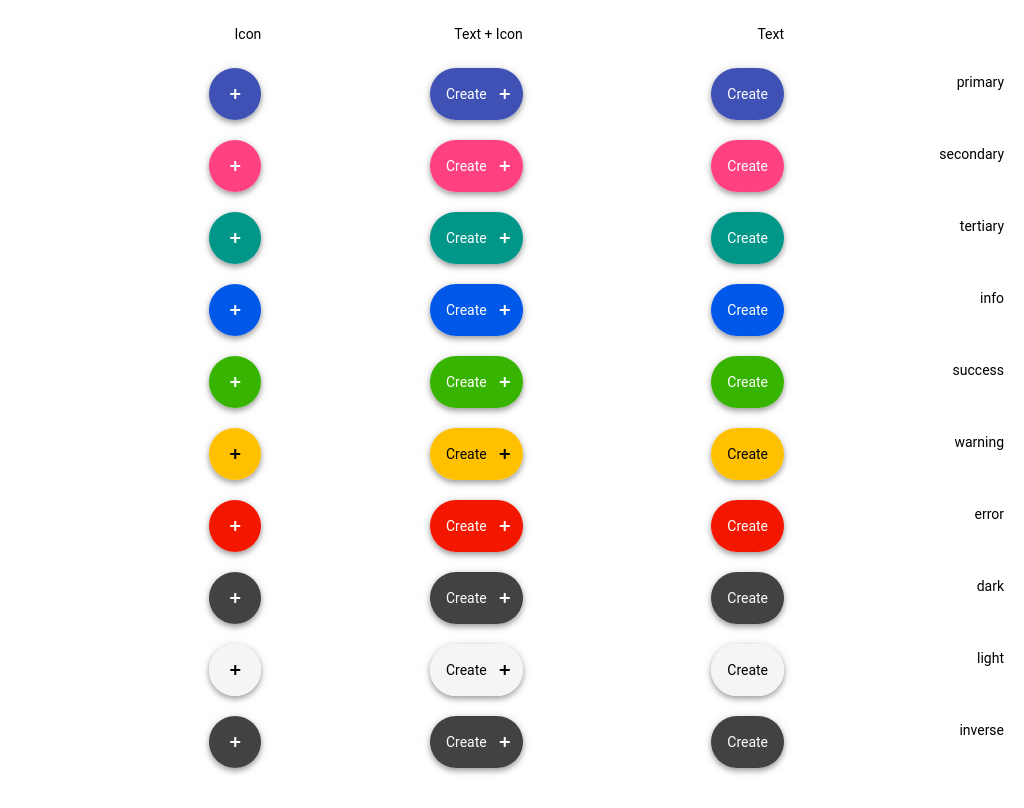 Icon Text + Icon Text
Create Create primary
Create Create secondary
Create Create tertiary
Create Create info
Create Create success
Create Create warning
Create Create error
Create Create dark
Create Create light
Create Create inverse